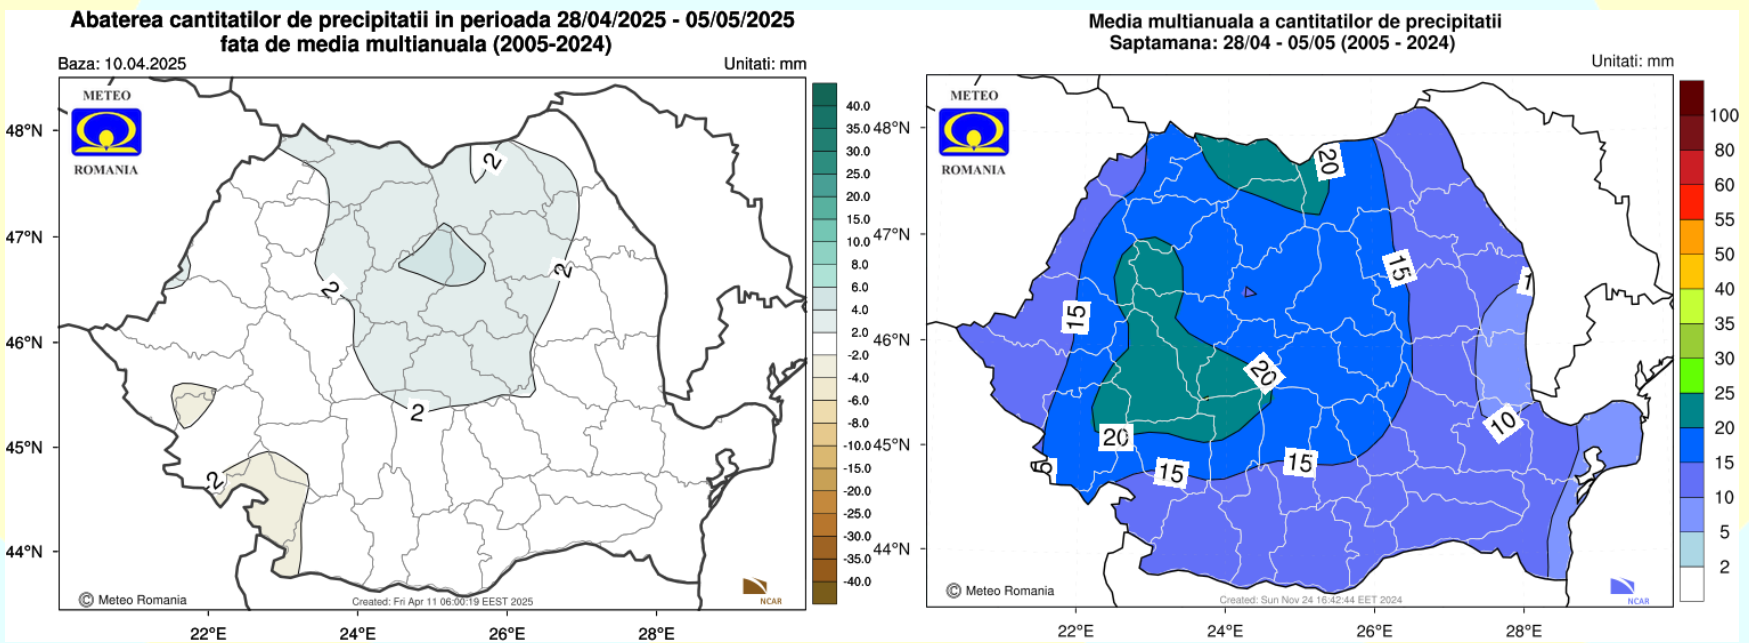 Abaterea cantitatilor de precipitatii in perioada 28/04/2025 - 05/05/2025
fata de media multianuala (2005-2024)
Baza: 10.04.2025
Unitati: mm
METEO
ROMANIA
48°N
47°N
46°N
45°N
44°N
22°E
24°E
26°E
28°E
2
2
2
2
-2
40.0
35.0
30.0
25.0
20.0
15.0
10.0
8.0
6.0
4.0
2.0
-2.0
-4.0
-6.0
-8.0
-10.0
-15.0
-20.0
-25.0
-30.0
-35.0
-40.0
© Meteo Romania
Created: Fri Apr 11 06:00:19 EEST 2025
NCAR
Media multianuala a cantitatilor de precipitatii
Saptamana: 28/04 - 05/05 (2005 - 2024)
Unitati: mm
METEO
ROMANIA
48°N
47°N
46°N
45°N
44°N
22°E
24°E
26°E
28°E
20
15
1
15
20
10
20
15
15
100
80
60
55
50
40
35
30
25
20
15
10
5
2
© Meteo Romania
Created: Sun Nov 24 16:42:44 EET 2024
NCAR